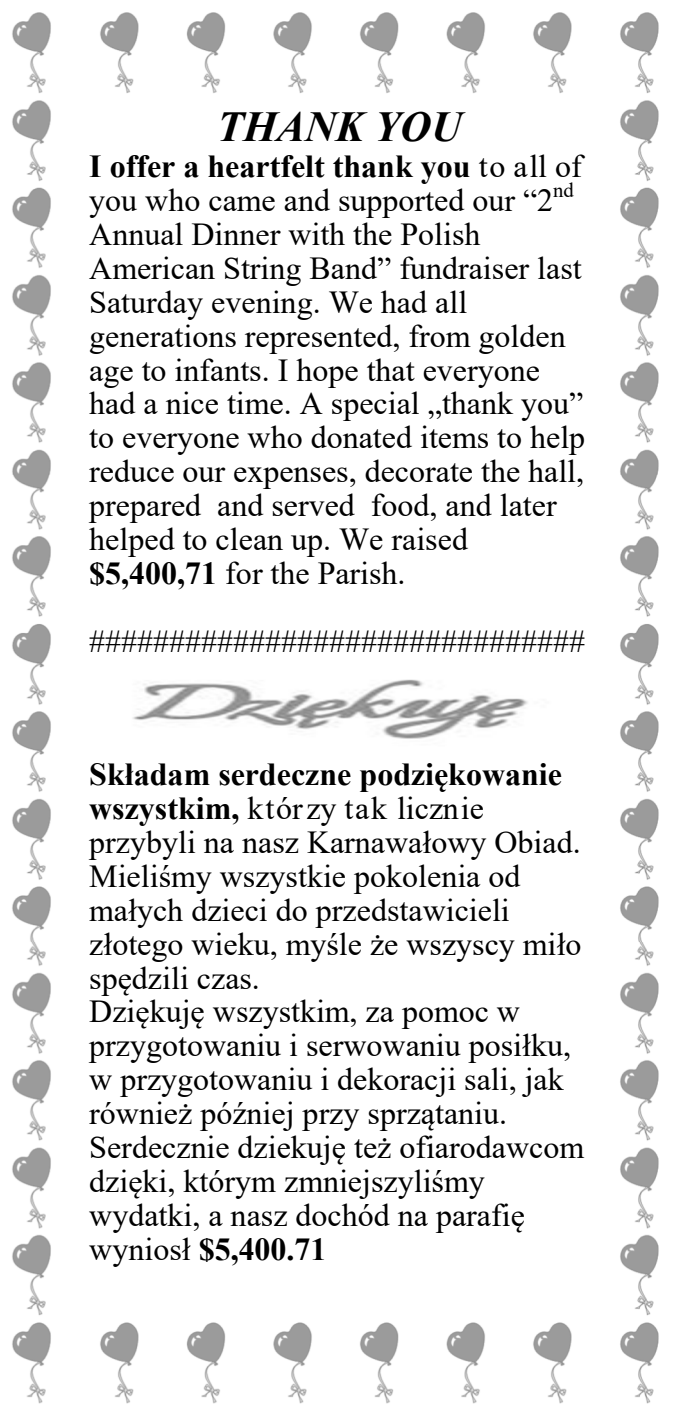 THANK YOU
I offer a heartfelt thank you to all of
you who came and supported our “2nd
Annual Dinner with the Polish
American String Band” fundraiser last
Saturday evening. We had all
generations represented, from golden
age to infants. I hope that everyone
had a nice time. A special „thank you”
to everyone who donated items to help
reduce our expenses, decorate the hall,
prepared  and served  food, and later
helped to clean up. We raised
$5,400,71 for the Parish.
###############################
Dziękuję
Składam serdeczne podziękowanie
wszystkim, którzy tak licznie
przybyli na nasz Karnawałowy Obiad.
Mieliśmy wszystkie pokolenia od
małych dzieci do przedstawicieli
złotego wieku, myśle że wszyscy miło
spędzili czas.
Dziękuję wszystkim, za pomoc w
przygotowaniu i serwowaniu posiłku,
w przygotowaniu i dekoracji sali, jak
również później przy sprzątaniu.
Serdecznie dziekuję też ofiarodawcom
dzięki, którym zmniejszyliśmy
wydatki, a nasz dochód na parafię
wyniosł $5,400.71